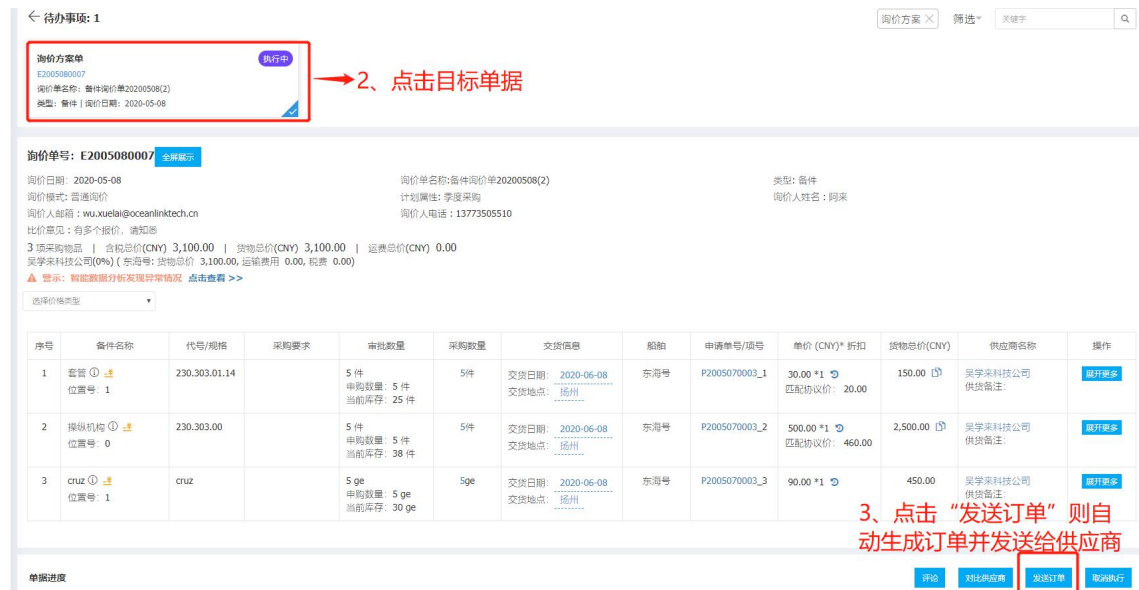 待办事项: 1
询价方案 ×
筛选
关键字
询价方案单
执行中
E2005080007
询价单名称: 备件询价单20200508(2)
类型: 备件 | 询价日期: 2020-05-08
2、点击目标单据
询价单号: E2005080007
全屏展示
询价日期: 2020-05-08
询价单名称:备件询价单20200508(2)
类型: 备件
询价模式: 普通询价
计划属性: 季度采购
询价人姓名 : 阿来
询价人邮箱 : wu.xuelai@oceanlinktech.cn
询价人电话 : 13773505510
比价意见 : 有多个报价, 请知悉
3 项采购物品 | 含税总价(CNY) 3,100.00 | 货物总价(CNY) 3,100.00 | 运费总价(CNY) 0.00
吴学来科技公司(0%) ( 东海号: 货物总价 3,100.00, 运输费用 0.00, 税费 0.00)
警示: 智能数据分析发现异常情况 点击查看 >>
选择价格类型
序号 备件名称 代号/规格 采购要求 审批数量 采购数量 交货信息 船舶 申请单号/项号 单价 (CNY)* 折扣 货物总价(CNY) 供应商名称 操作
1 套管 230.303.01.14 5 件 5件 交货日期: 2020-06-08 东海号 P2005070003_1 30.00 *1 150.00 吴学来科技公司 展开更多
位置号: 1 申购数量: 5 件 交货地点: 扬州 匹配协议价: 20.00 供货备注:
当前库存: 25 件
2 操纵机构 230.303.00 5 件 5件 交货日期: 2020-06-08 东海号 P2005070003_2 500.00 *1 2,500.00 吴学来科技公司 展开更多
位置号: 0 申购数量: 5 件 交货地点: 扬州 匹配协议价: 460.00 供货备注:
当前库存: 38 件
3 cruz cruz 5 ge 5ge 交货日期: 2020-06-08 东海号 P2005070003_3 90.00 *1 450.00 吴学来科技公司 展开更多
位置号: 1 申购数量: 5 ge 交货地点: 扬州 供货备注:
当前库存: 30 ge
3、点击“发送订单”则自
动生成订单并发送给供应商
单据进度
评论
对比供应商
发送订单
取消执行